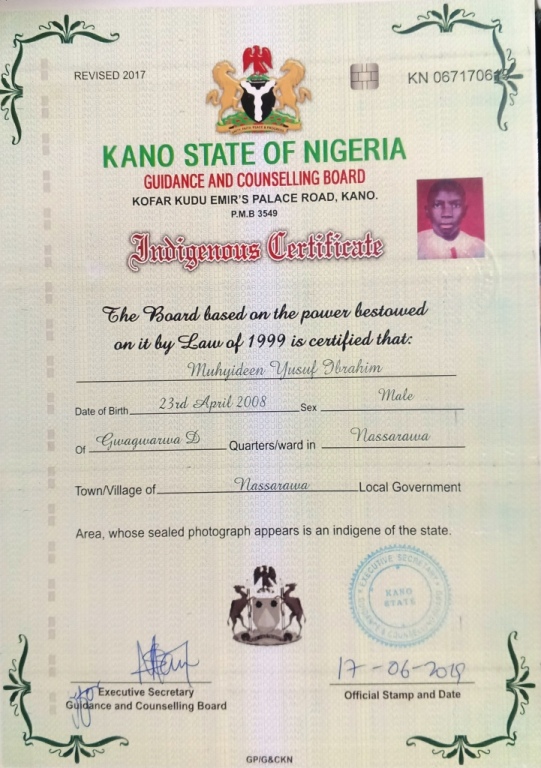 REVISED 2017
KN 067170
KANO STATE OF NIGERIA
GUIDANCE AND COUNSELLING BOARD
KOFAR KUDU EMIR'S PALACE ROAD, KANO.
P.M.B 3549
Indigenous Certificate
The Board based on the power bestowed
on it by Law of 1999 is certified that:
Muhyideen Yusuf Ibrahim
Date of Birth 23rd April 2008 Sex Male
Of Gwagwarwa D Quarters/ward in Nassarawa
Town/Village of Nassarawa Local Government
Area, whose sealed photograph appears is an indigene of the state.
EXECUTIVE SECRETARY
KANO
STATE
17-06-2019
Executive Secretary
Guidance and Counselling Board
Official Stamp and Date
GP/G&CKN